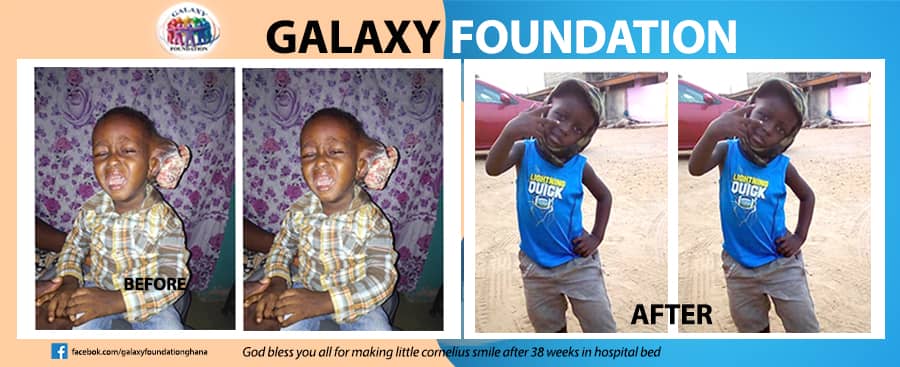 GALAXY
FOUNDATION
GALAXY FOUNDATION
BEFORE
LIGHTNING
QUICK
LIGHTNING
QUICK
AFTER
facebok.com/galaxyfoundationghana
God bless you all for making little cornelius smile after 38 weeks in hospital bed